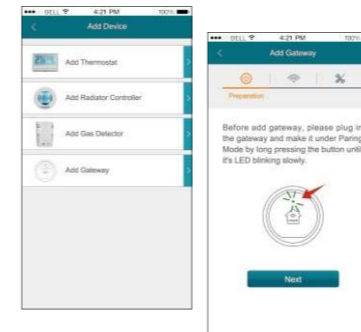 BELL 4:21 PM 100%
Add Device
Add Thermostat
Add Radiator Controller
Add Gas Detector
Add Gateway
BELL 4:21 PM 100%
Add Gateway
Preparation
Before add gateway, please plug in
the gateway and make it under Paring
Mode by long pressing the button until
it's LED blinking slowly.
Next